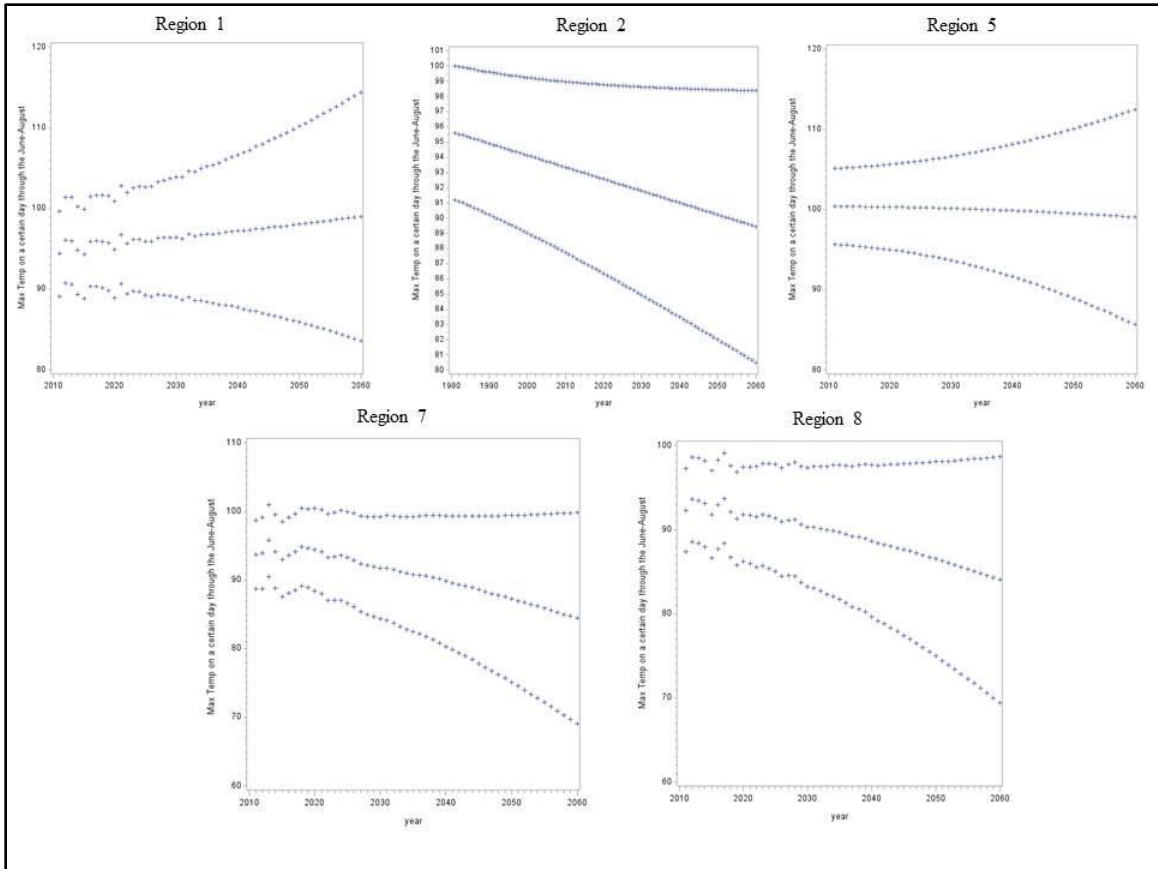 Region 1
Region 2
Region 5
120
110
100
90
80
Max Temp on a certain day through the June-August
2010 2020 2030 2040 2050 2060
year
101
100
99
98
97
96
95
94
93
92
91
90
89
88
87
86
85
84
83
82
81
80
Max Temp on a certain day through the June-August
1980 1990 2000 2010 2020 2030 2040 2050 2060
year
120
110
100
90
80
Max Temp on a certain day through the June-August
2010 2020 2030 2040 2050 2060
year
Region 7
Region 8
110
100
90
80
70
60
Max Temp on a certain day through the June-August
2010 2020 2030 2040 2050 2060
year
100
90
80
70
60
Max Temp on a certain day through the June-August
2010 2020 2030 2040 2050 2060
year